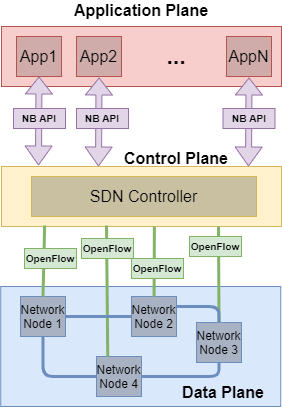 Application Plane
App1 App2 ... AppN
NB API NB API NB API
Control Plane
SDN Controller
OpenFlow OpenFlow OpenFlow OpenFlow
Network
Node 1
Network
Node 2
Network
Node 3
Network
Node 4
Data Plane